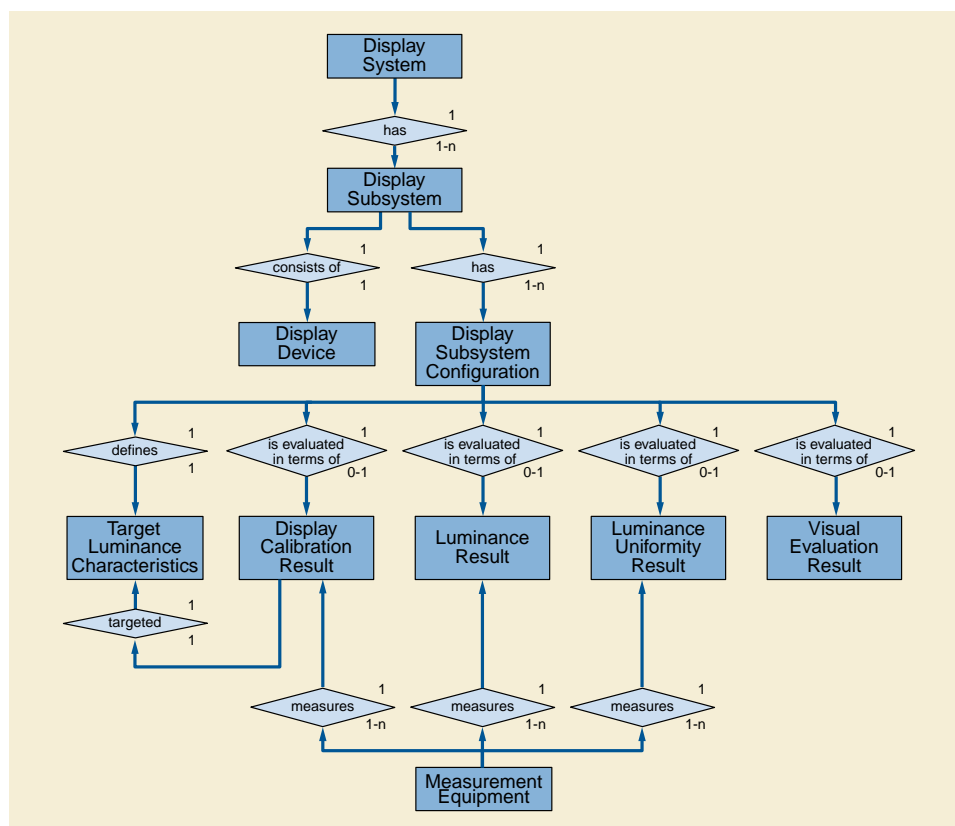 Display
System
1
has
1-n
Display
Subsystem
1
consists of
1
1
has
1-n
Display
Device
Display
Subsystem
Configuration
1
defines
1
1
is evaluated
in terms of
0-1
1
is evaluated
in terms of
0-1
1
is evaluated
in terms of
0-1
1
is evaluated
in terms of
0-1
Target
Luminance
Characteristics
Display
Calibration
Result
Luminance
Result
Luminance
Uniformity
Result
Visual
Evaluation
Result
1
targeted
1
1
measures
1-n
1
measures
1-n
1
measures
1-n
Measurement
Equipment